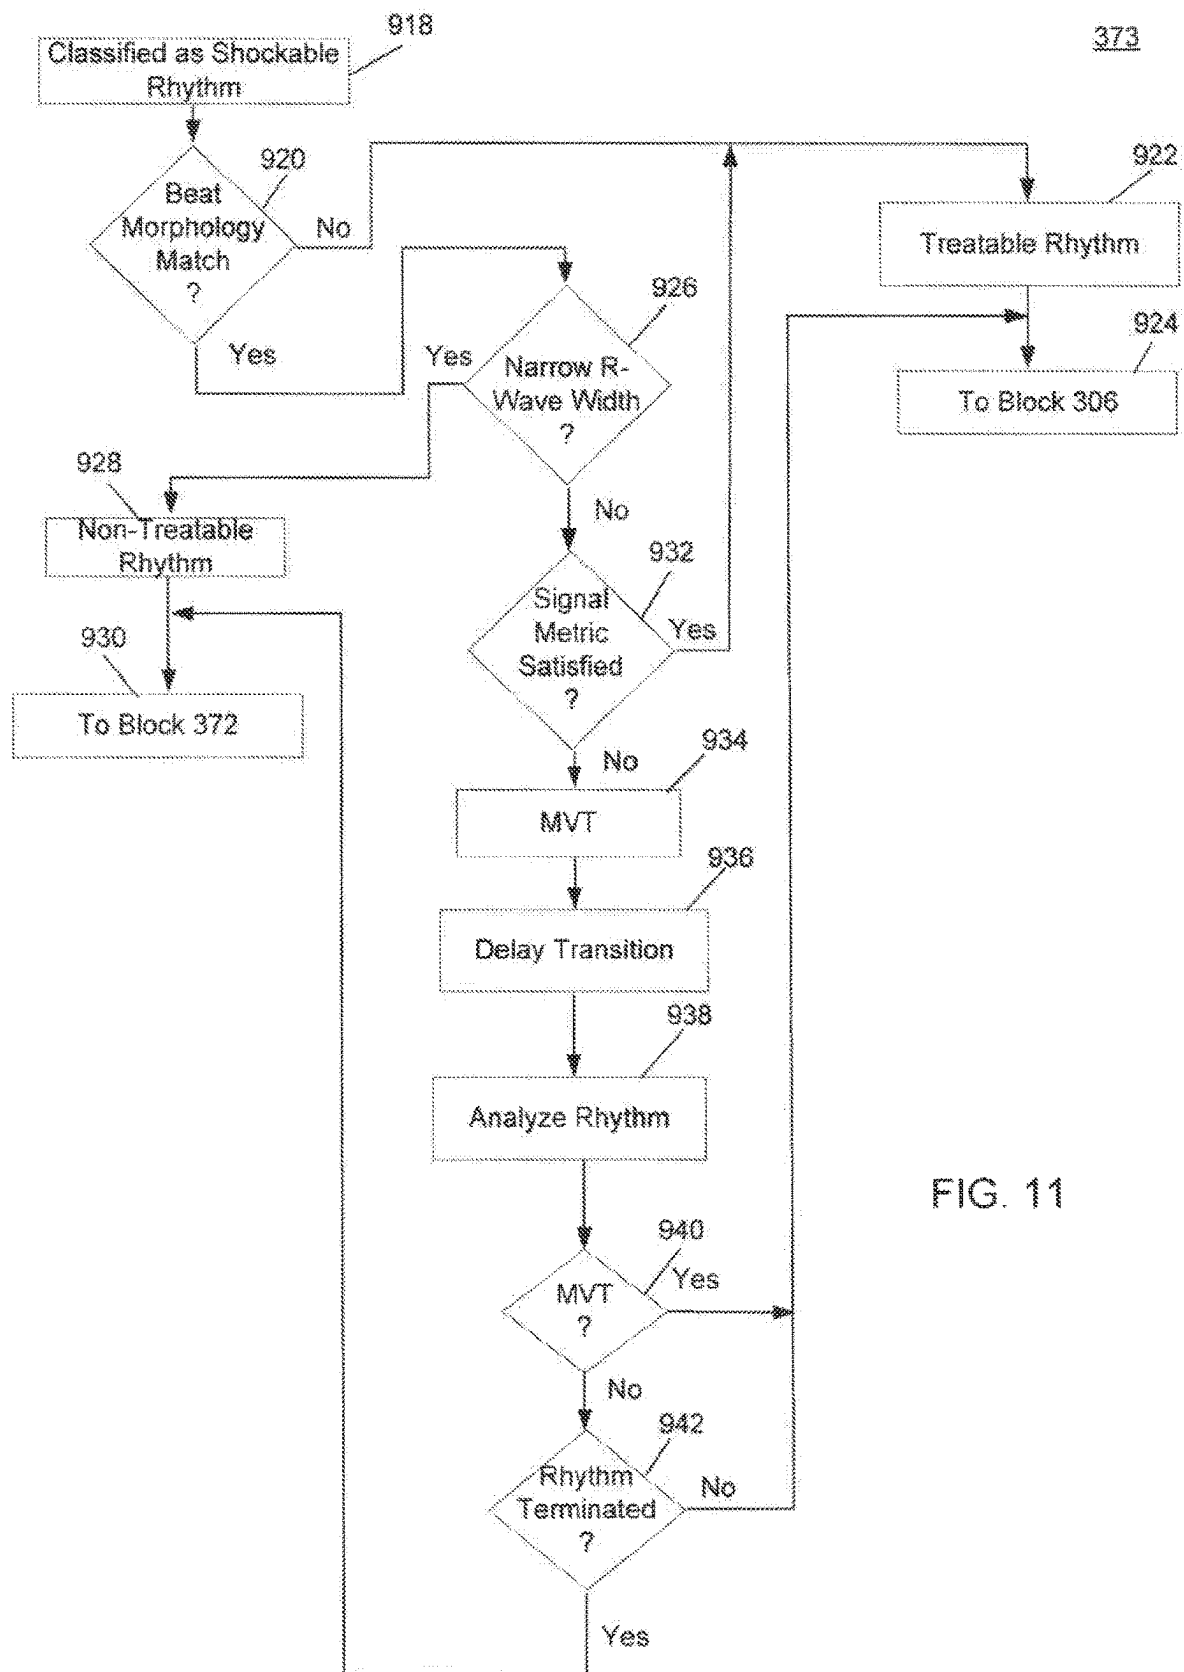 918
373
Classified as Shockable
Rhythm
920
922
Beat
Morphology
Match
?
No
Treatable Rhythm
926
924
Yes
Yes
Narrow R-
Wave Width
?
To Block 306
928
Non-Treatable
Rhythm
No
932
Signal
Metric
Satisfied
?
Yes
930
To Block 372
934
No
MVT
936
Delay Transition
938
Analyze Rhythm
FIG. 11
940
MVT
?
Yes
No
942
Rhythm
Terminated
?
No
Yes